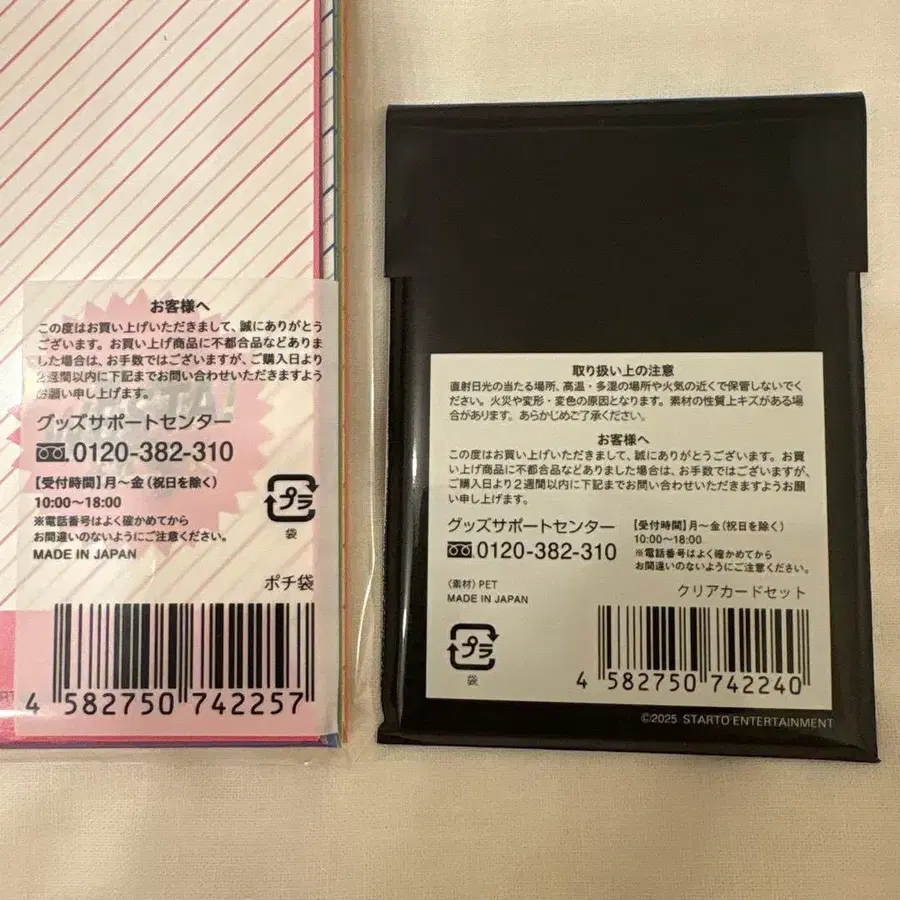 お客様へ
この度はお買い上げいただきまして、誠にありがとう
ございます。お買い上げ商品に不都合品などありま
した場合は、お手数ではございますが、ご購入日より
2週間以内に下記までお問い合わせいただきますよう
お願い申し上げます。
グッズサポートセンター
0120-382-310
【受付時間】月～金(祝日を除く)
10:00～18:00
※電話番号はよく確かめてから
お間違いのないようにご注意ください。
MADE IN JAPAN
プラ
袋
ポチ袋
4 582750 742257
取り扱い上の注意
直射日光の当たる場所、高温・多湿の場所や火気の近くで保管しないでく
ださい。火災や変形・変色の原因となります。素材の性質上キズがある場
合があります。あらかじめご了承ください。
お客様へ
この度はお買い上げいただきまして、誠にありがとうございます。お買
い上げ商品に不都合品などありました場合は、お手数ではございます
が、ご購入日より2週間以内に下記までお問い合わせいただきますようお願
い申し上げます。
グッズサポートセンター
0120-382-310
【受付時間】月～金(祝日を除く)
10:00～18:00
※電話番号はよく確かめてから
お間違いのないようにご注意ください。
〈素材〉PET
MADE IN JAPAN
クリアカードセット
プラ
袋
4 582750 742240
©2025 STARTO ENTERTAINMENT